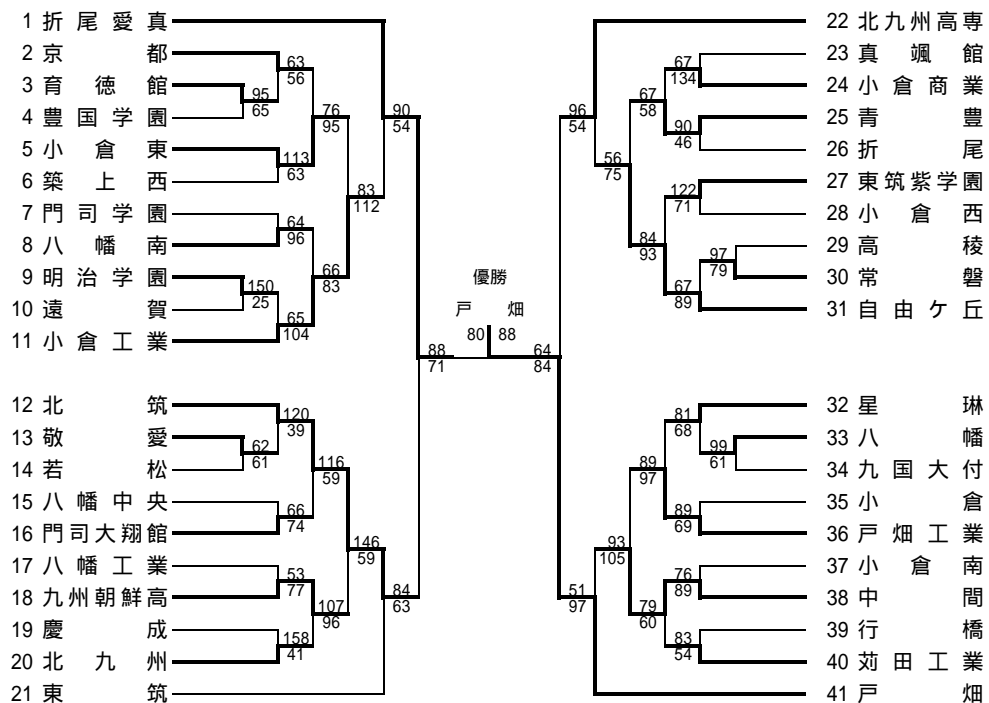 1 折尾愛真
2 京都
3 育徳館
4 豊国学園
5 小倉東
6 築上西
7 門司学園
8 八幡南
9 明治学園
10 遠賀
11 小倉工業
12 北筑
13 敬愛
14 若松
15 八幡中央
16 門司大翔館
17 八幡工業
18 九州朝鮮高
19 慶成
20 北九州
21 東筑
63
56
95
65
76
95
113
63
90
54
83
112
64
96
66
83
150
25
65
104
88
71
120
39
62
61
116
59
66
74
146
59
53
77
107
96
158
41
84
63
優勝
戸畑
80 88
96
54
67
134
67
58
90
46
56
75
122
71
84
93
97
79
67
89
64
84
81
68
99
61
89
97
89
69
93
105
76
89
79
60
83
54
51
97
22 北九州高専
23 真颯館
24 小倉商業
25 青豊
26 折尾
27 東筑紫学園
28 小倉西
29 高稜
30 常磐
31 自由ケ丘
32 星琳
33 八幡
34 九国大付
35 小倉
36 戸畑工業
37 小倉南
38 中間
39 行橋
40 苅田工業
41 戸畑